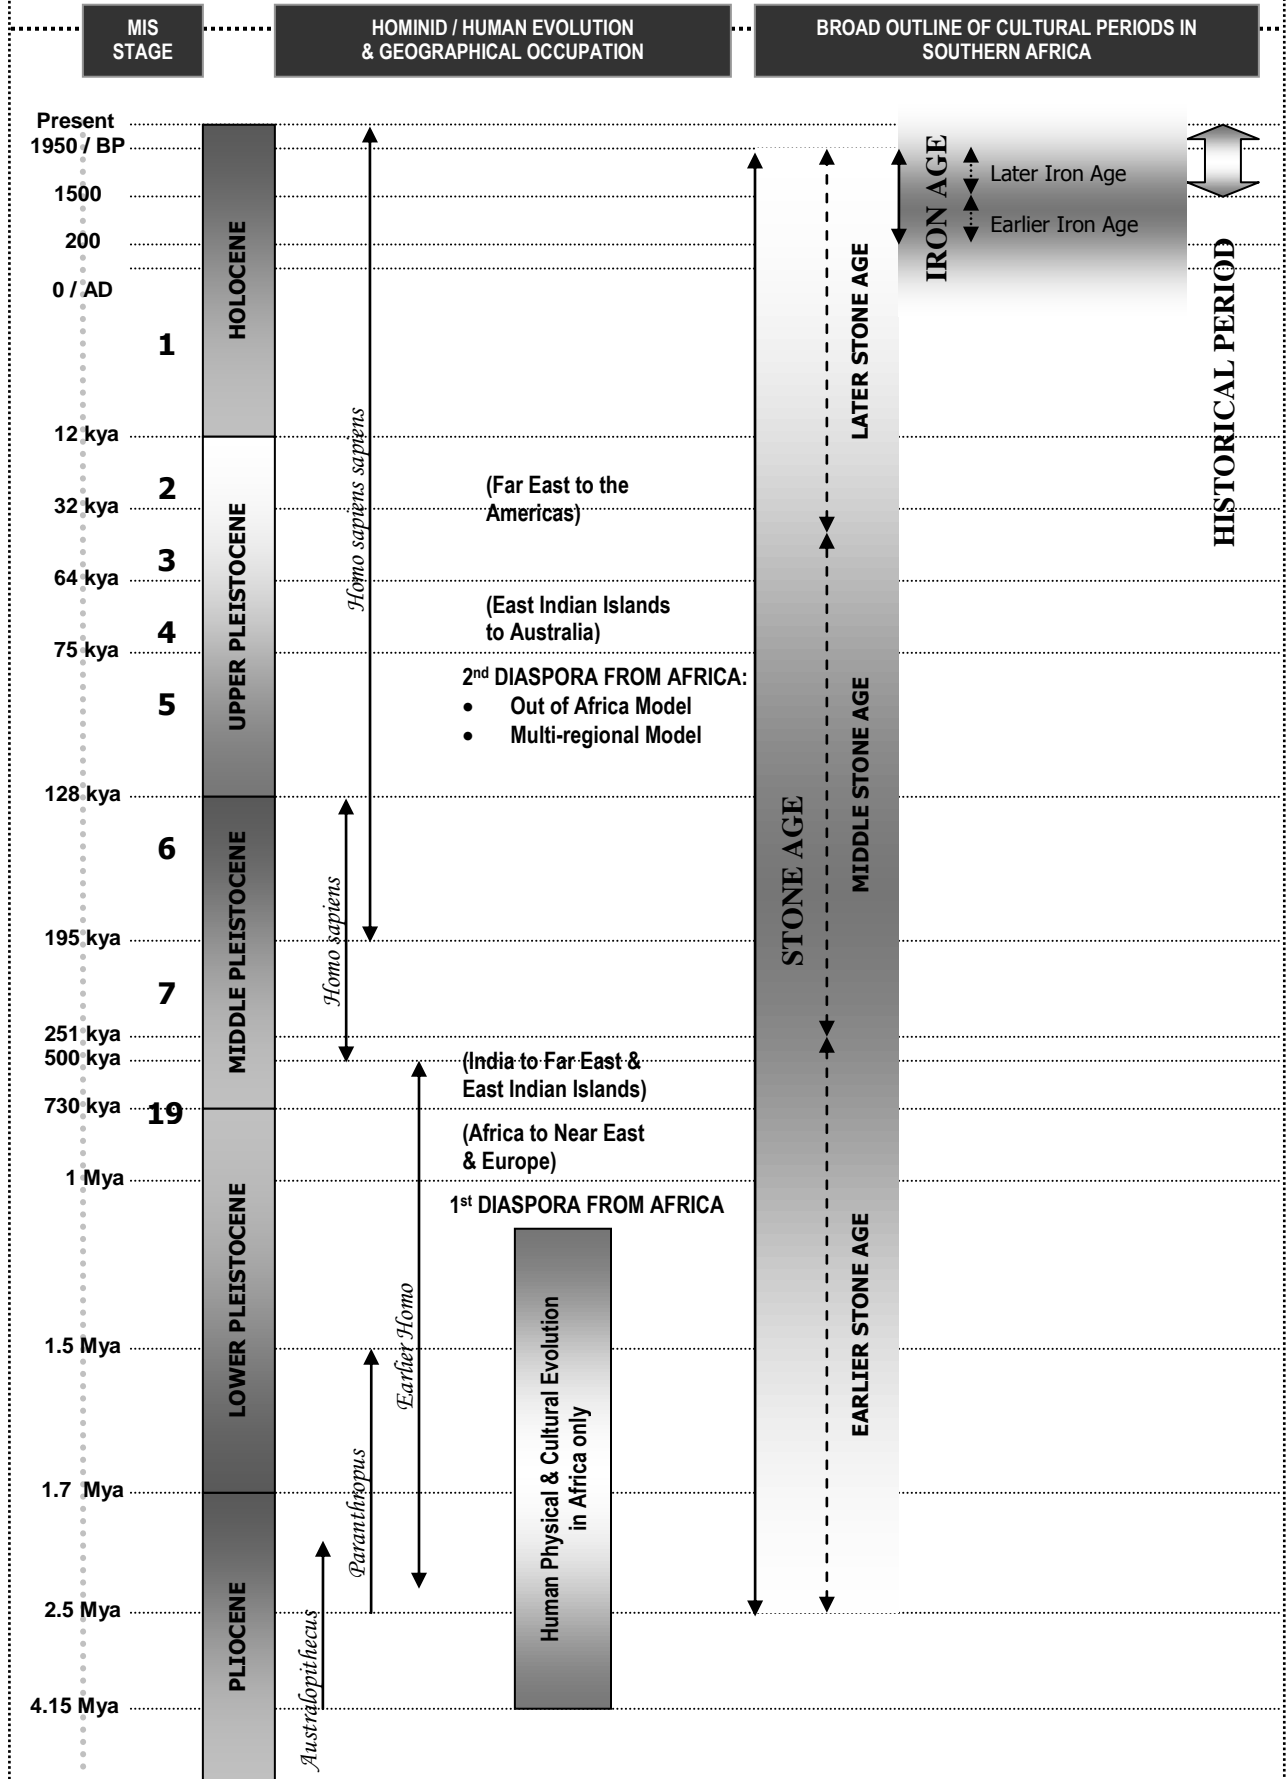 MIS
STAGE
HOMINID / HUMAN EVOLUTION
& GEOGRAPHICAL OCCUPATION
BROAD OUTLINE OF CULTURAL PERIODS IN
SOUTHERN AFRICA
Present
1950 / BP
1500
200
0 / AD
12 kya
32 kya
64 kya
75 kya
128 kya
195 kya
251 kya
500 kya
730 kya
1 Mya
1.5 Mya
1.7 Mya
2.5 Mya
4.15 Mya
1
2
3
4
5
6
7
19
HOLOCENE
UPPER PLEISTOCENE
MIDDLE PLEISTOCENE
LOWER PLEISTOCENE
PLIOCENE
Homo sapiens sapiens
Homo sapiens
Earlier Homo
Paranthropus
Australopithecus
(Far East to the
Americas)
(East Indian Islands
to Australia)
2nd DIASPORA FROM AFRICA:
• Out of Africa Model
• Multi-regional Model
(India to Far East &
East Indian Islands)
(Africa to Near East
& Europe)
1st DIASPORA FROM AFRICA
Human Physical & Cultural Evolution
in Africa only
STONE AGE
LATER STONE AGE
MIDDLE STONE AGE
EARLIER STONE AGE
IRON AGE
Later Iron Age
Earlier Iron Age
HISTORICAL PERIOD